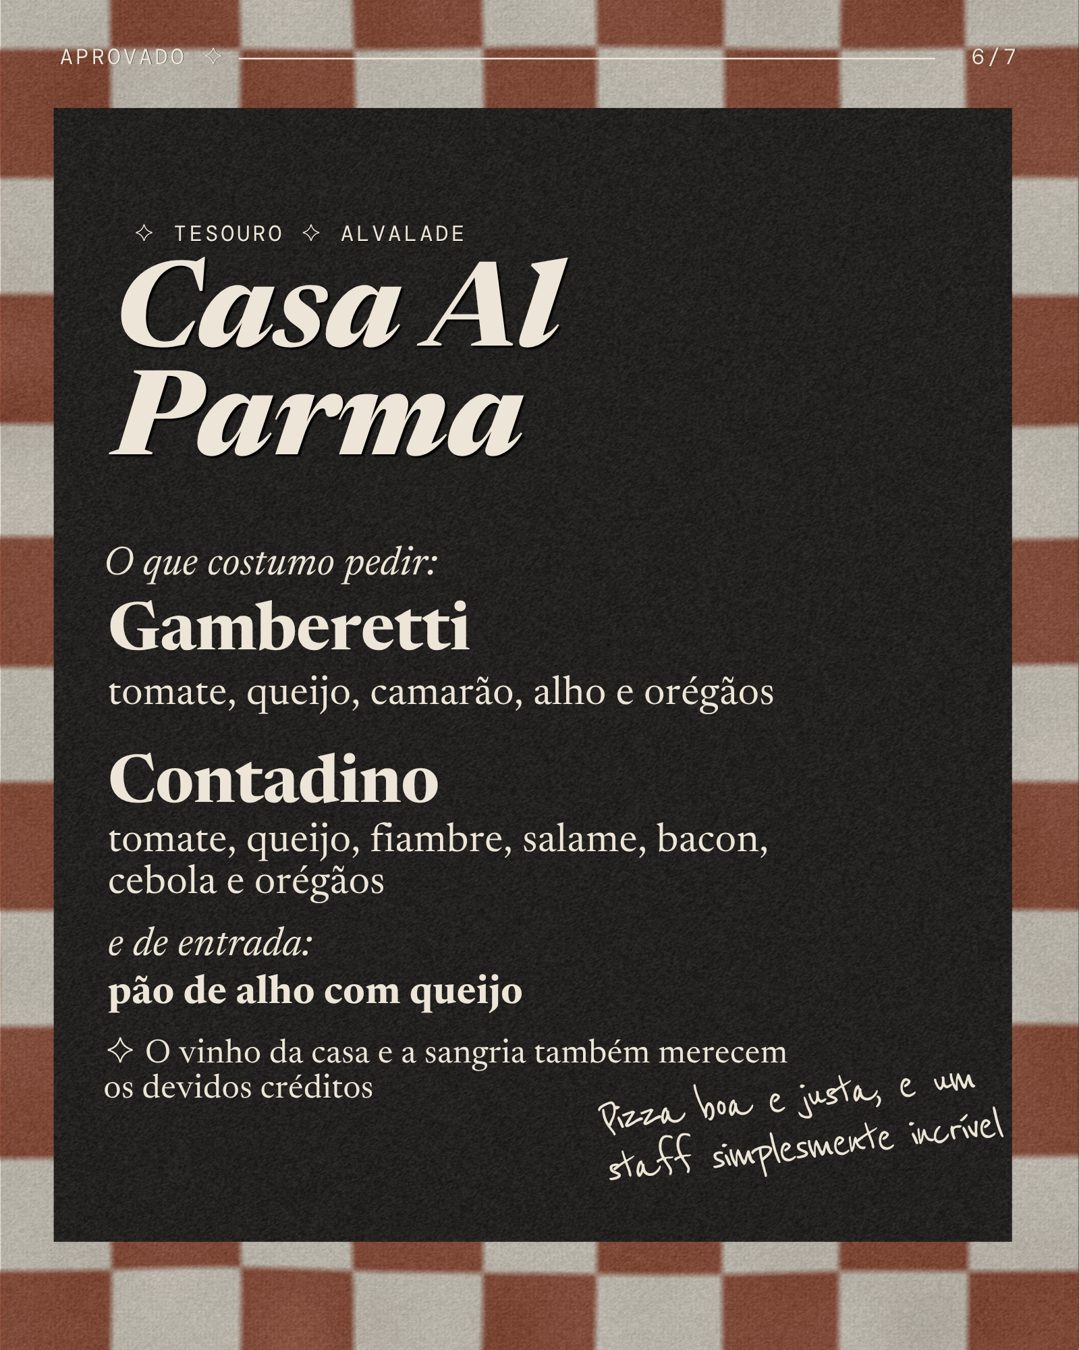 APROVADO ✧ 6/7
✧ TESOURO ✧ ALVALADE
Casa Al
Parma
O que costumo pedir:
Gamberetti
tomate, queijo, camarão, alho e orégãos
Contadino
tomate, queijo, fiambre, salame, bacon,
cebola e orégãos
e de entrada:
pão de alho com queijo
✧ O vinho da casa e a sangria também merecem
os devidos créditos
Pizza boa e justa, e um
staff simplesmente incrível